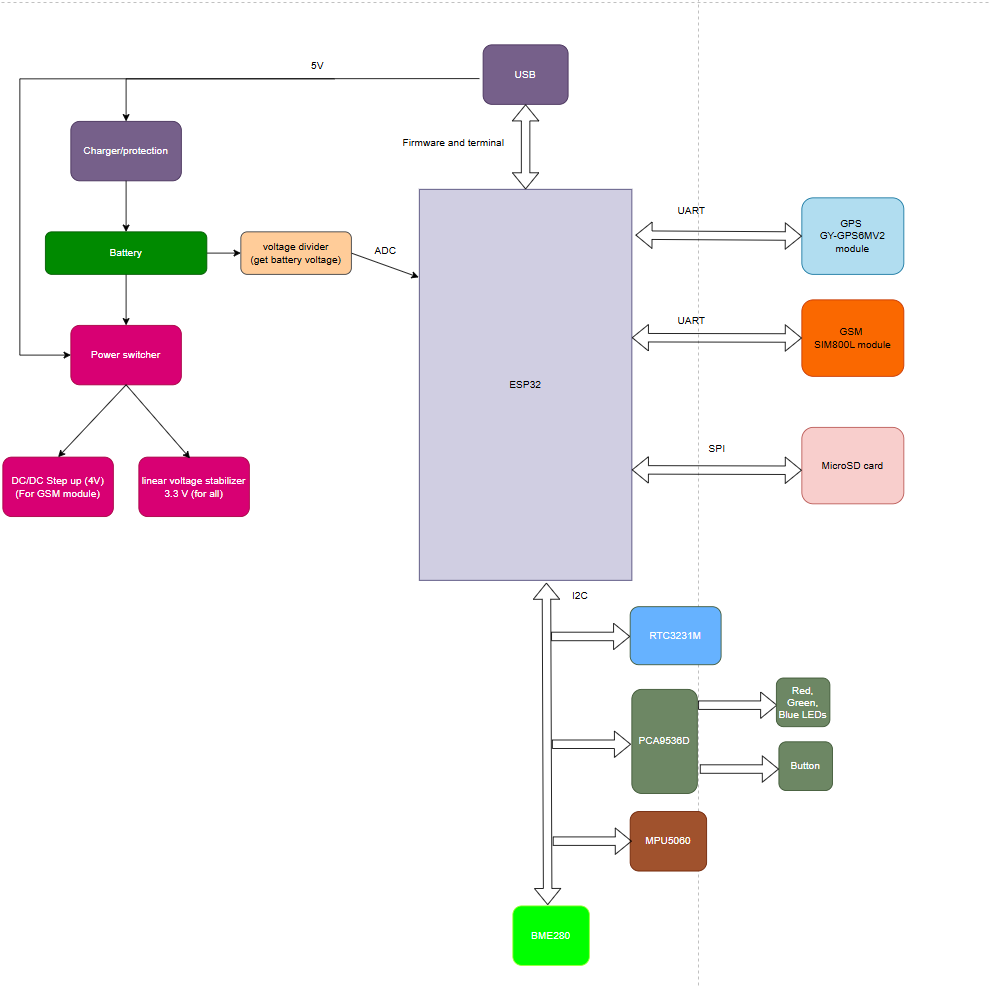 5V
USB
Charger/protection
Firmware and terminal
Battery
voltage divider
(get battery voltage)
ADC
UART
GPS
GY-GPS6MV2
module
UART
GSM
SIM800L module
Power switcher
ESP32
SPI
MicroSD card
DC/DC Step up (4V)
(For GSM module)
linear voltage stabilizer
3.3 V (for all)
I2C
RTC3231M
PCA9536D
Red,
Green,
Blue LEDs
Button
MPU5060
BME280